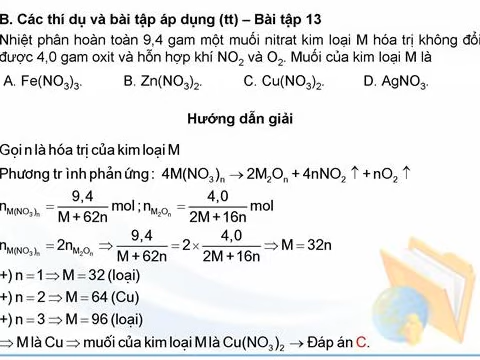 B. Các thí dụ và bài tập áp dụng (tt) – Bài tập 13
Nhiệt phân hoàn toàn 9,4 gam một muối nitrat kim loại M hóa trị không đổi
được 4,0 gam oxit và hỗn hợp khí NO₂ và O₂. Muối của kim loại M là
A. Fe(NO₃)₃. B. Zn(NO₃)₂. C. Cu(NO₃)₂. D. AgNO₃.
Hướng dẫn giải
Gọi n là hóa trị của kim loại M
Phương trình phản ứng: 4M(NO₃)ₙ → 2M₂Oₙ + 4nNO₂ ↑ + nO₂ ↑
n_{M(NO₃)ₙ} = 9,4/(M + 62n) mol ; n_{M₂Oₙ} = 4,0/(2M + 16n) mol
n_{M(NO₃)ₙ} = 2n_{M₂Oₙ} ⇒ 9,4/(M + 62n) = 2 × 4,0/(2M + 16n) ⇒ M = 32n
+) n = 1 ⇒ M = 32 (loại)
+) n = 2 ⇒ M = 64 (Cu)
+) n = 3 ⇒ M = 96 (loại)
⇒ M là Cu ⇒ muối của kim loại M là Cu(NO₃)₂ → Đáp án C.